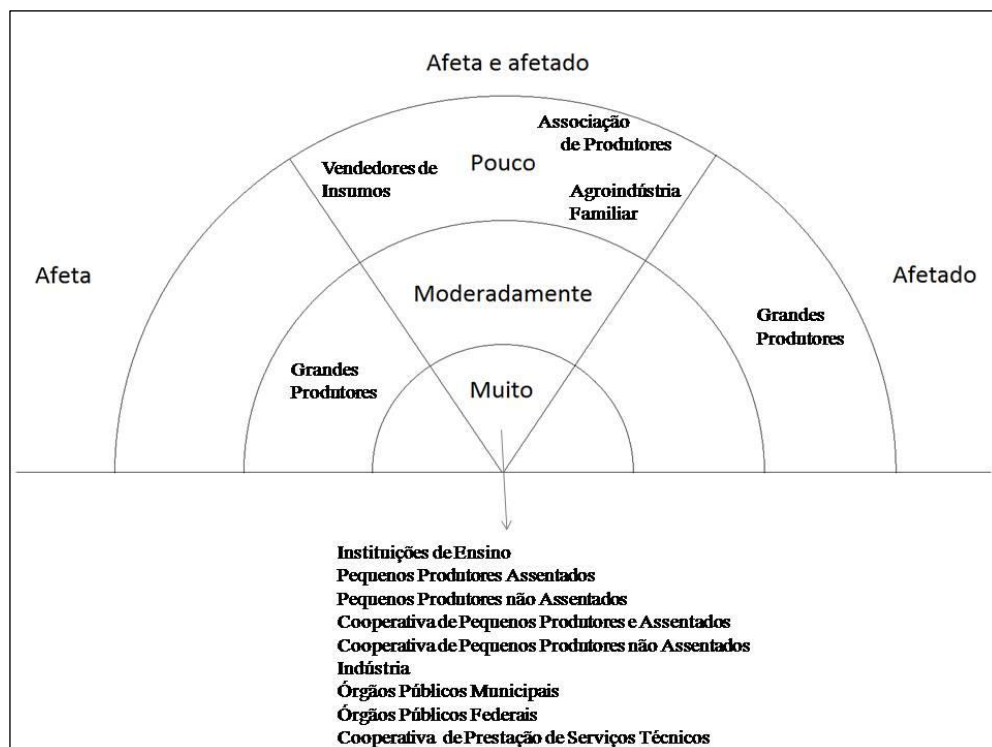 Afeta e afetado
Associação
de Produtores
Pouco
Vendedores de
Insumos
Agroindústria
Familiar
Afeta
Afetado
Moderadamente
Grandes
Produtores
Grandes
Produtores
Muito
Instituições de Ensino
Pequenos Produtores Assentados
Pequenos Produtores não Assentados
Cooperativa de Pequenos Produtores e Assentados
Cooperativa de Pequenos Produtores não Assentados
Indústria
Órgãos Públicos Municipais
Órgãos Públicos Federais
Cooperativa de Prestação de Serviços Técnicos